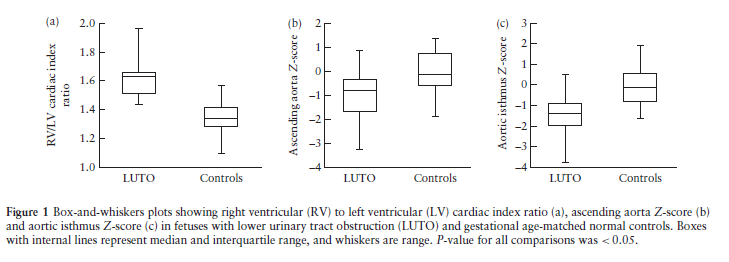 (a)
2.0
1.8
1.6
1.4
1.2
1.0
RV/LV cardiac index
ratio
LUTO Controls
(b)
2
1
0
−1
−2
−3
−4
Ascending aorta Z-score
LUTO Controls
(c)
3
2
1
0
−1
−2
−3
−4
Aortic isthmus Z-score
LUTO Controls
Figure 1 Box-and-whiskers plots showing right ventricular (RV) to left ventricular (LV) cardiac index ratio (a), ascending aorta Z-score (b)
and aortic isthmus Z-score (c) in fetuses with lower urinary tract obstruction (LUTO) and gestational age-matched normal controls. Boxes
with internal lines represent median and interquartile range, and whiskers are range. P-value for all comparisons was < 0.05.